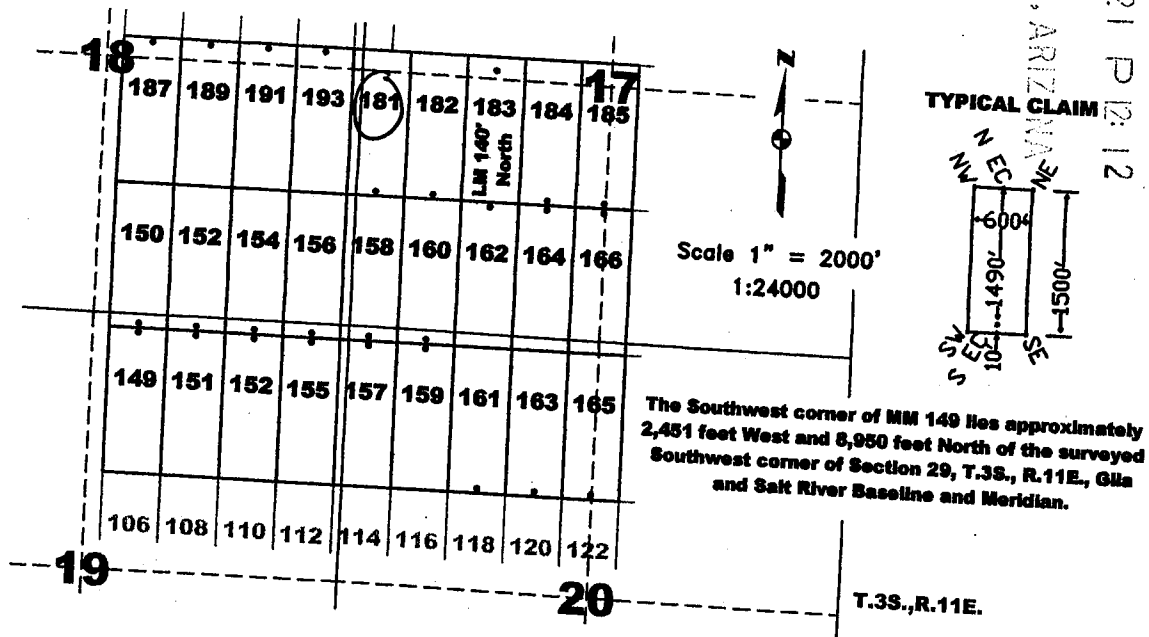 18
17
187 189 191 193 181 182 183 184 185
LM 140'
North
150 152 154 156 158 160 162 164 166
149 151 152 155 157 159 161 163 165
106 108 110 112 114 116 118 120 122
19
20
N
Scale 1" = 2000'
1:24000
TYPICAL CLAIM
NW
N EC
NE
600'
1490'
1500'
10'
SW
S EC
SE
The Southwest corner of MM 149 lies approximately
2,451 feet West and 8,950 feet North of the surveyed
Southwest corner of Section 29, T.3S., R.11E., Gila
and Salt River Baseline and Meridian.
T.3S.,R.11E.
, ARIZONA
21 P 12: 12